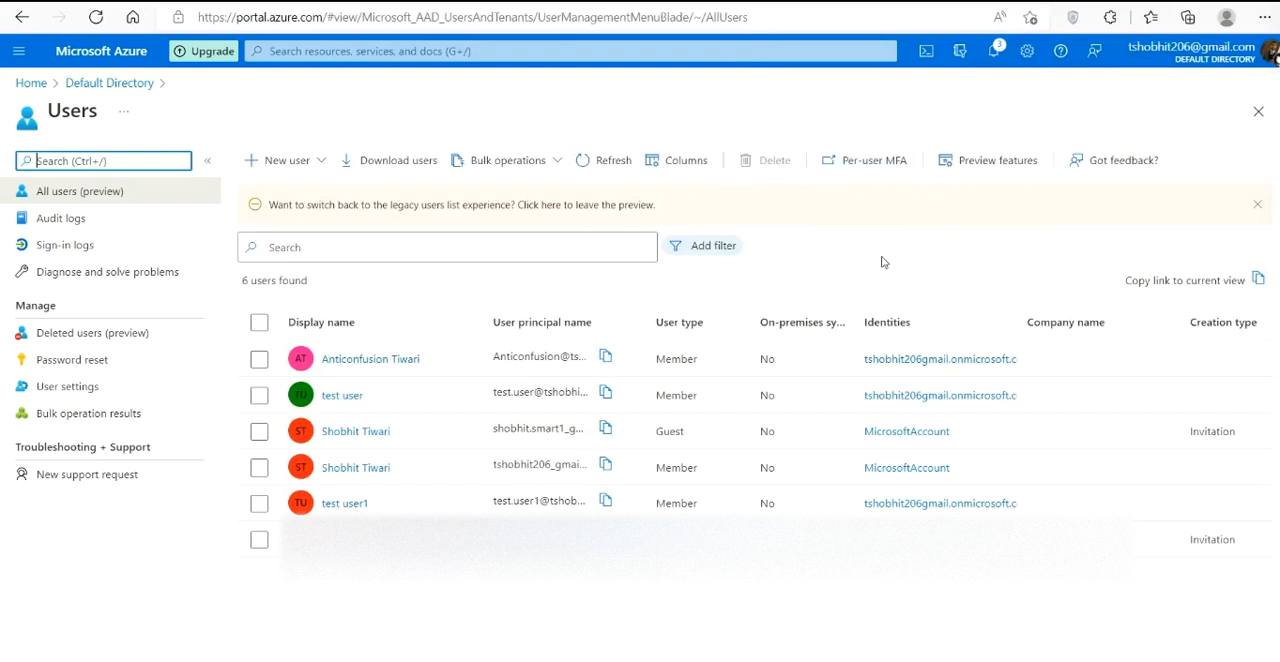 https://portal.azure.com/#view/Microsoft_AAD_UsersAndTenants/UserManagementMenuBlade/~/AllUsers
Microsoft Azure Upgrade Search resources, services, and docs (G+/) 3 tshobhit206@gmail.com
DEFAULT DIRECTORY
Home > Default Directory >
Users ...
Search (Ctrl+/) «
New user Download users Bulk operations Refresh Columns Delete Per-user MFA Preview features Got feedback?
All users (preview)
Audit logs
Sign-in logs
Diagnose and solve problems
Manage
Deleted users (preview)
Password reset
User settings
Bulk operation results
Troubleshooting + Support
New support request
Want to switch back to the legacy users list experience? Click here to leave the preview.
Search Add filter
6 users found Copy link to current view
Display name User principal name User type On-premises sy... Identities Company name Creation type
AT Anticonfusion Tiwari Anticonfusion@ts... Member No tshobhit206gmail.onmicrosoft.c
TU test user test.user@tshobhi... Member No tshobhit206gmail.onmicrosoft.c
ST Shobhit Tiwari shobhit.smart1_g... Guest No MicrosoftAccount Invitation
ST Shobhit Tiwari tshobhit206_gmai... Member No MicrosoftAccount
TU test user1 test.user1@tshob... Member No tshobhit206gmail.onmicrosoft.c
Invitation